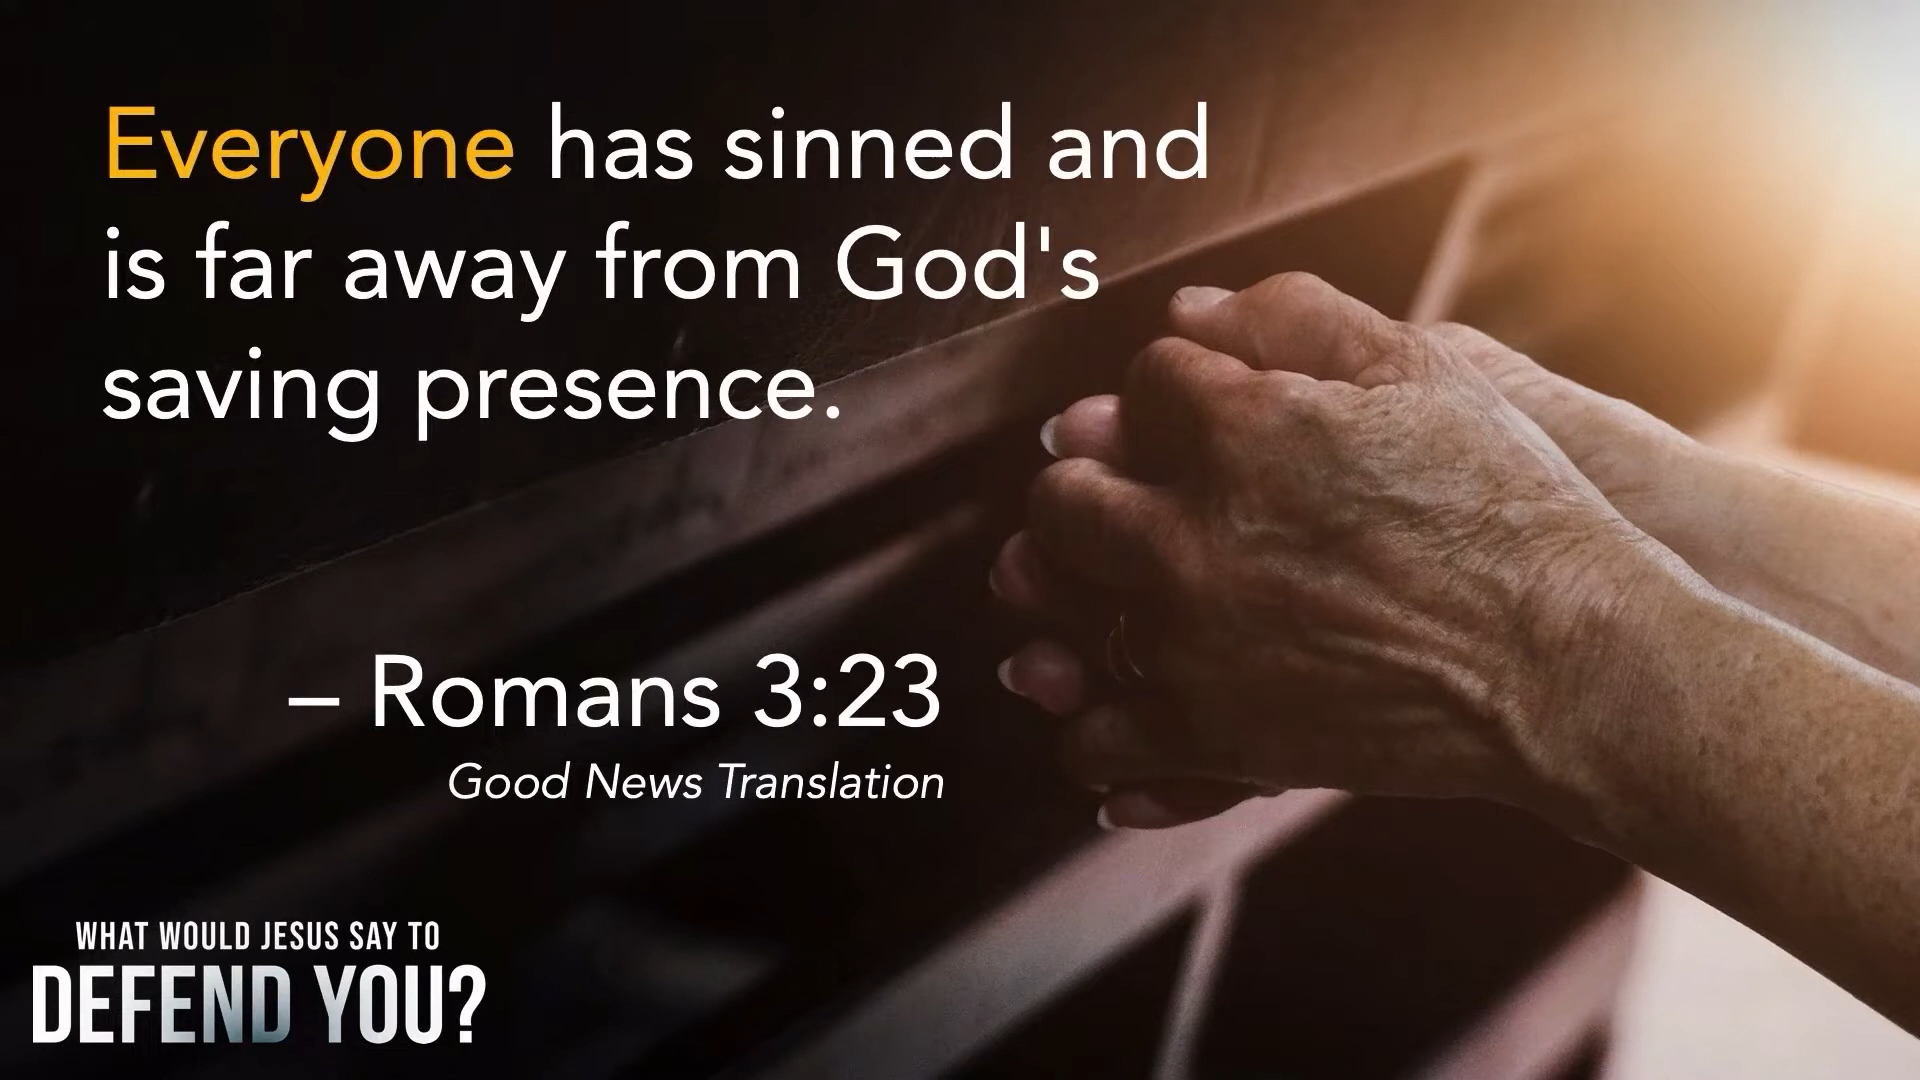 Everyone has sinned and
is far away from God's
saving presence.
– Romans 3:23
Good News Translation
WHAT WOULD JESUS SAY TO
DEFEND YOU?